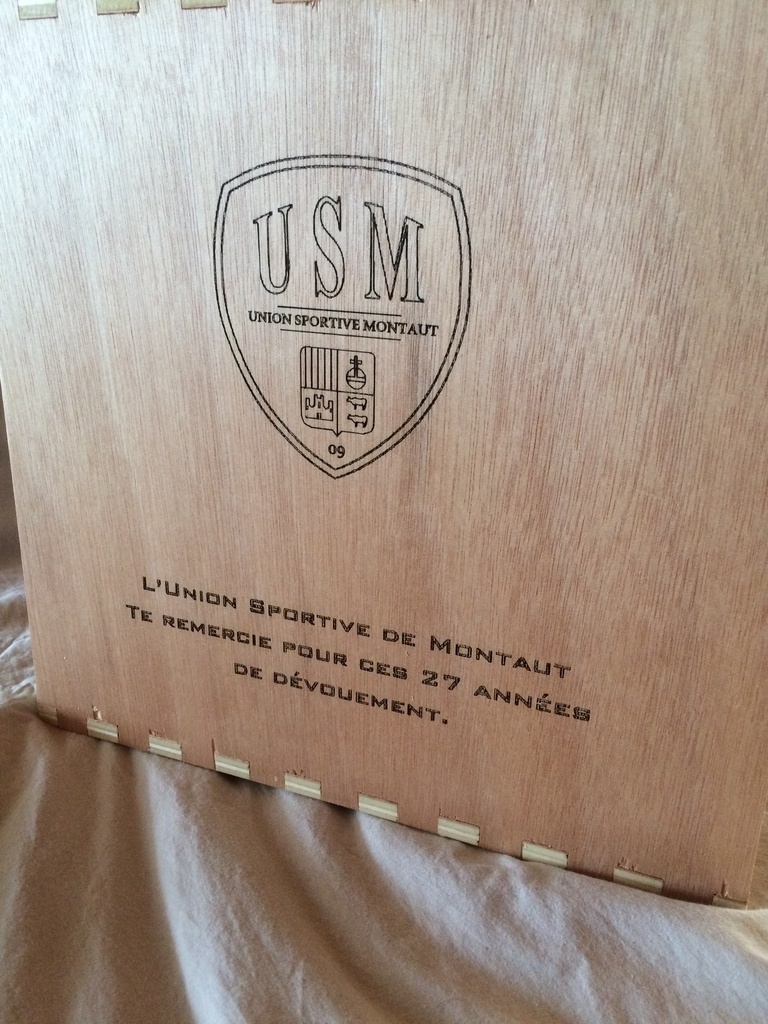 USM
UNION SPORTIVE MONTAUT
09
L'UNION SPORTIVE DE MONTAUT
TE REMERCIE POUR CES 27 ANNÉES
DE DÉVOUEMENT.